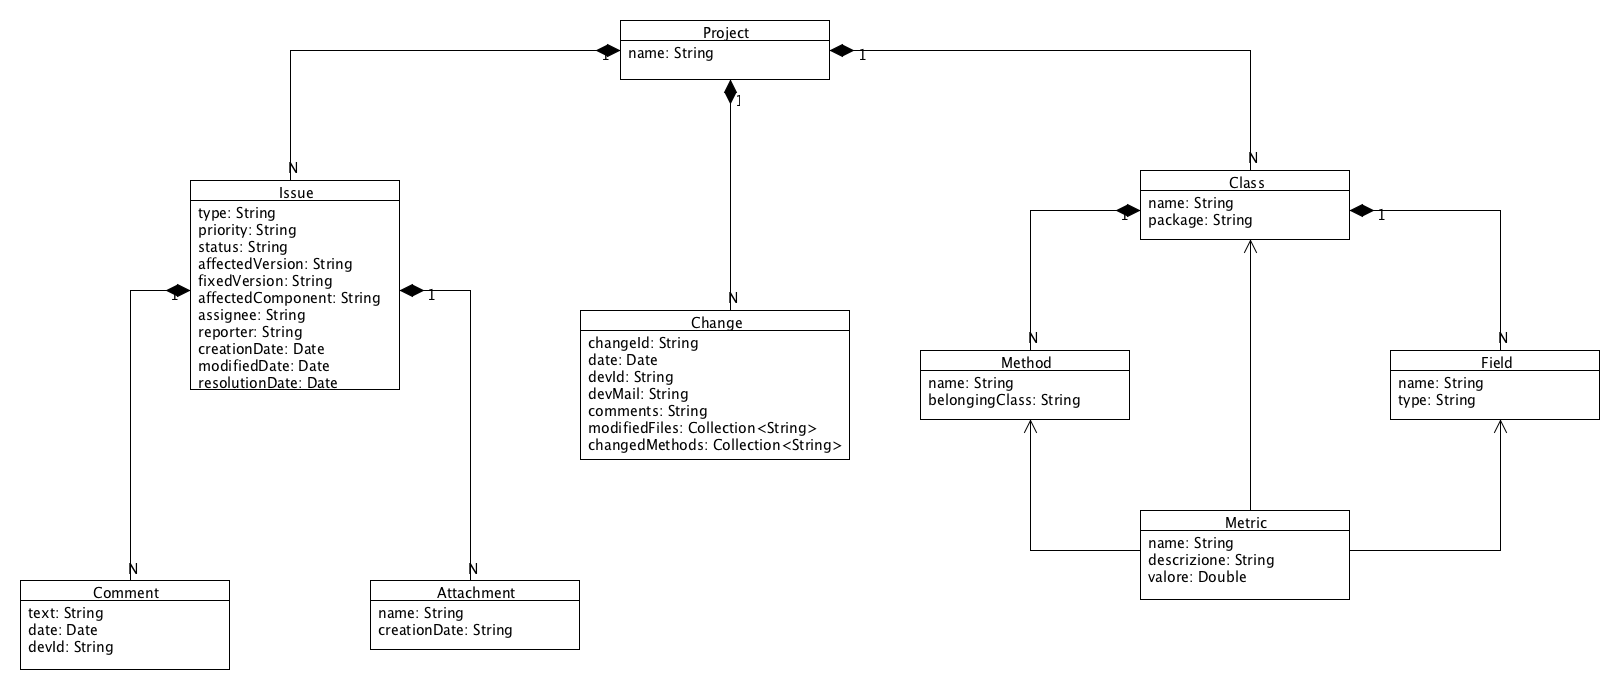 Project
name: String
1
1
1
N
N
N
Issue
type: String
priority: String
status: String
affectedVersion: String
fixedVersion: String
affectedComponent: String
assignee: String
reporter: String
creationDate: Date
modifiedDate: Date
resolutionDate: Date
1
1
Class
name: String
package: String
1
1
Change
changeId: String
date: Date
devId: String
devMail: String
comments: String
modifiedFiles: Collection<String>
changedMethods: Collection<String>
N
N
Method
name: String
belongingClass: String
Field
name: String
type: String
Metric
name: String
descrizione: String
valore: Double
N
N
Comment
text: String
date: Date
devId: String
Attachment
name: String
creationDate: String